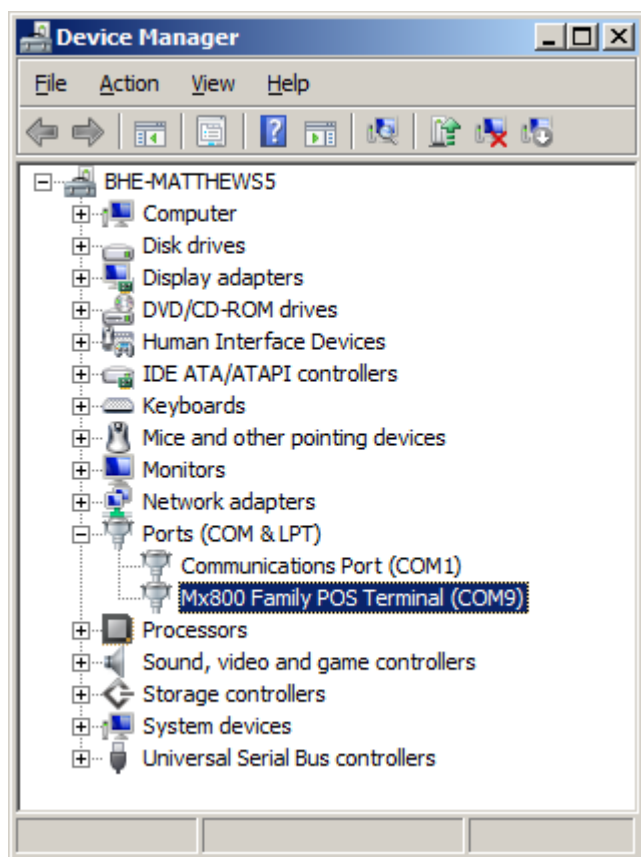 Device Manager
File Action View Help
BHE-MATTHEWS5
Computer
Disk drives
Display adapters
DVD/CD-ROM drives
Human Interface Devices
IDE ATA/ATAPI controllers
Keyboards
Mice and other pointing devices
Monitors
Network adapters
Ports (COM & LPT)
Communications Port (COM1)
Mx800 Family POS Terminal (COM9)
Processors
Sound, video and game controllers
Storage controllers
System devices
Universal Serial Bus controllers